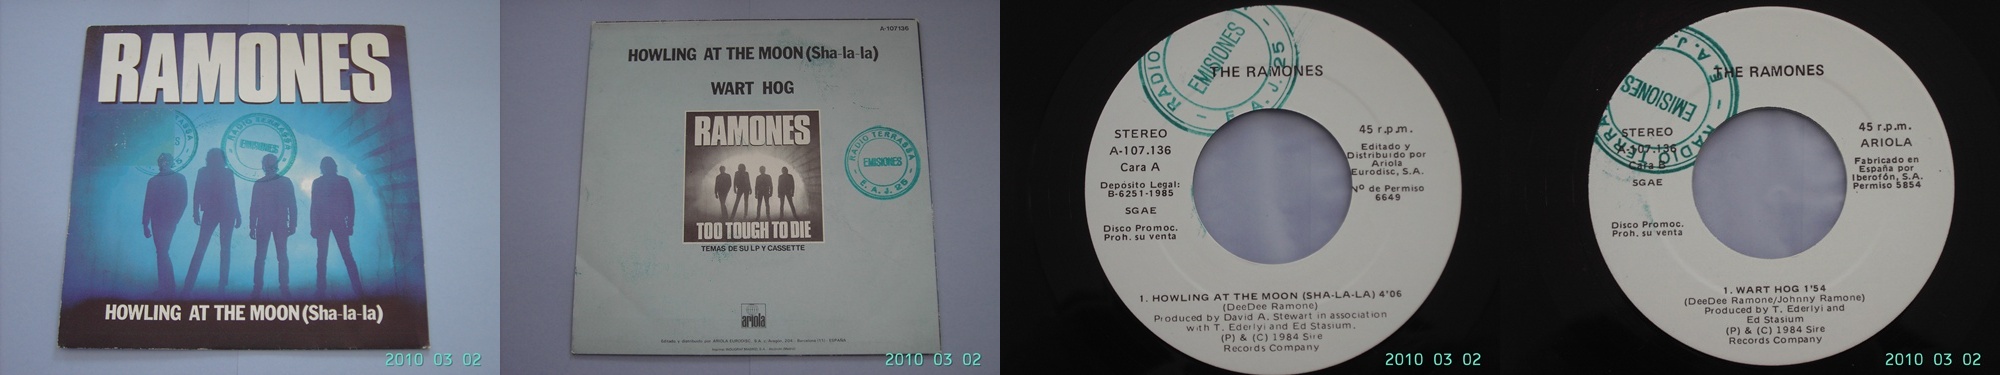 RAMONES
RADIO TERRASSA
EMISIONES
HOWLING AT THE MOON (Sha-la-la)
2010 03 02
A-107136
HOWLING AT THE MOON (Sha-la-la)
WART HOG
RAMONES
TOO TOUGH TO DIE
TEMAS DE SU LP Y CASSETTE
RADIO TERRASSA
EMISIONES
E. A. J. 25
ariola
2010 03 02
RADIO
EMISIONES
E. A. J. 25
THE RAMONES
STEREO
A-107.136
Cara A
Depósito Legal:
B-6251-1985
SGAE
Disco Promoc.
Proh. su venta
45 r.p.m.
Editado y
Distribuido por
Ariola
Eurodisc, S.A.
Nº de Permiso
6649
1. HOWLING AT THE MOON (SHA-LA-LA) 4'06
(DeeDee Ramone)
Produced by David A. Stewart in association
with T. Ederlyi and Ed Stasium.
(P) & (C) 1984 Sire
Records Company
2010 03 02
RADIO TERRA
EMISIONES
E. A. J.
THE RAMONES
STEREO
A-107.136
Cara B
SGAE
Disco Promoc.
Proh. su venta
45 r.p.m.
ARIOLA
Fabricado en
España por
Iberofón, S.A.
Permiso 5854
1. WART HOG 1'54
(DeeDee Ramone/Johnny Ramone)
Produced by T. Ederlyi and
Ed Stasium
(P) & (C) 1984 Sire
Records Company
2010 03 02